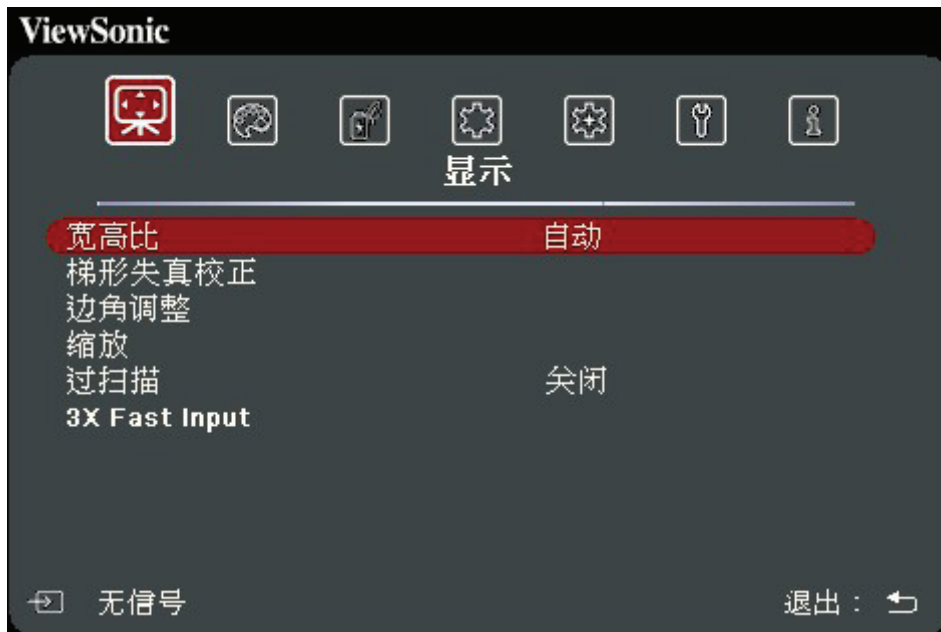 ViewSonic
显示
宽高比 自动
梯形失真校正
边角调整
缩放
过扫描 关闭
3X Fast Input
无信号 退出：